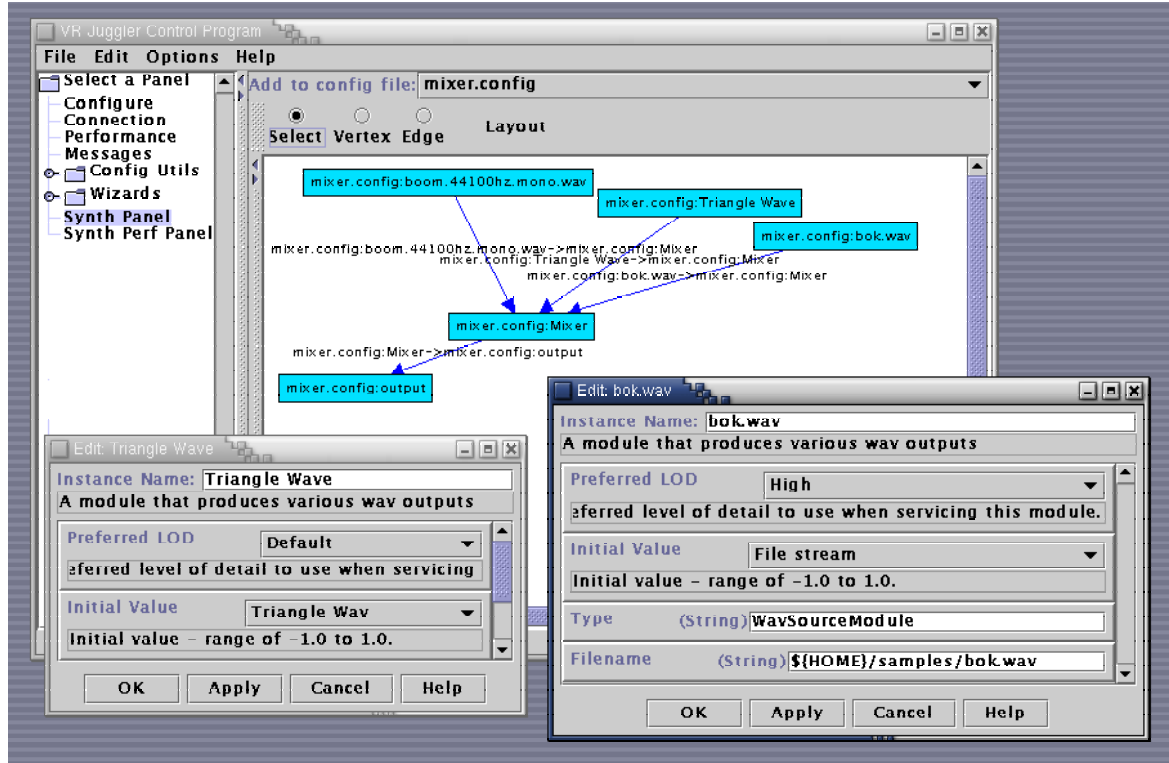 VR Juggler Control Program
File Edit Options Help
Select a Panel
Configure
Connection
Performance
Messages
Config Utils
Wizards
Synth Panel
Synth Perf Panel
Add to config file: mixer.config
Select Vertex Edge Layout
mixer.config:boom.44100hz.mono.wav
mixer.config:Triangle Wave
mixer.config:bok.wav
mixer.config:boom.44100hz.mono.wav->mixer.config:Mixer
mixer.config:Triangle Wave->mixer.config:Mixer
mixer.config:bok.wav->mixer.config:Mixer
mixer.config:Mixer
mixer.config:Mixer->mixer.config:output
mixer.config:output
Edit: Triangle Wave
Instance Name: Triangle Wave
A module that produces various wav outputs
Preferred LOD Default
eferred level of detail to use when servicing
Initial Value Triangle Wav
Initial value - range of -1.0 to 1.0.
OK Apply Cancel Help
Edit: bok.wav
Instance Name: bok.wav
A module that produces various wav outputs
Preferred LOD High
eferred level of detail to use when servicing this module.
Initial Value File stream
Initial value - range of -1.0 to 1.0.
Type (String) WavSourceModule
Filename (String) ${HOME}/samples/bok.wav
OK Apply Cancel Help